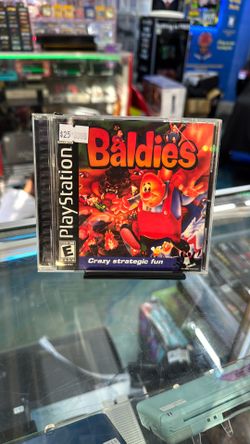 $25
Baldies
PlayStation
E
Crazy strategic fun